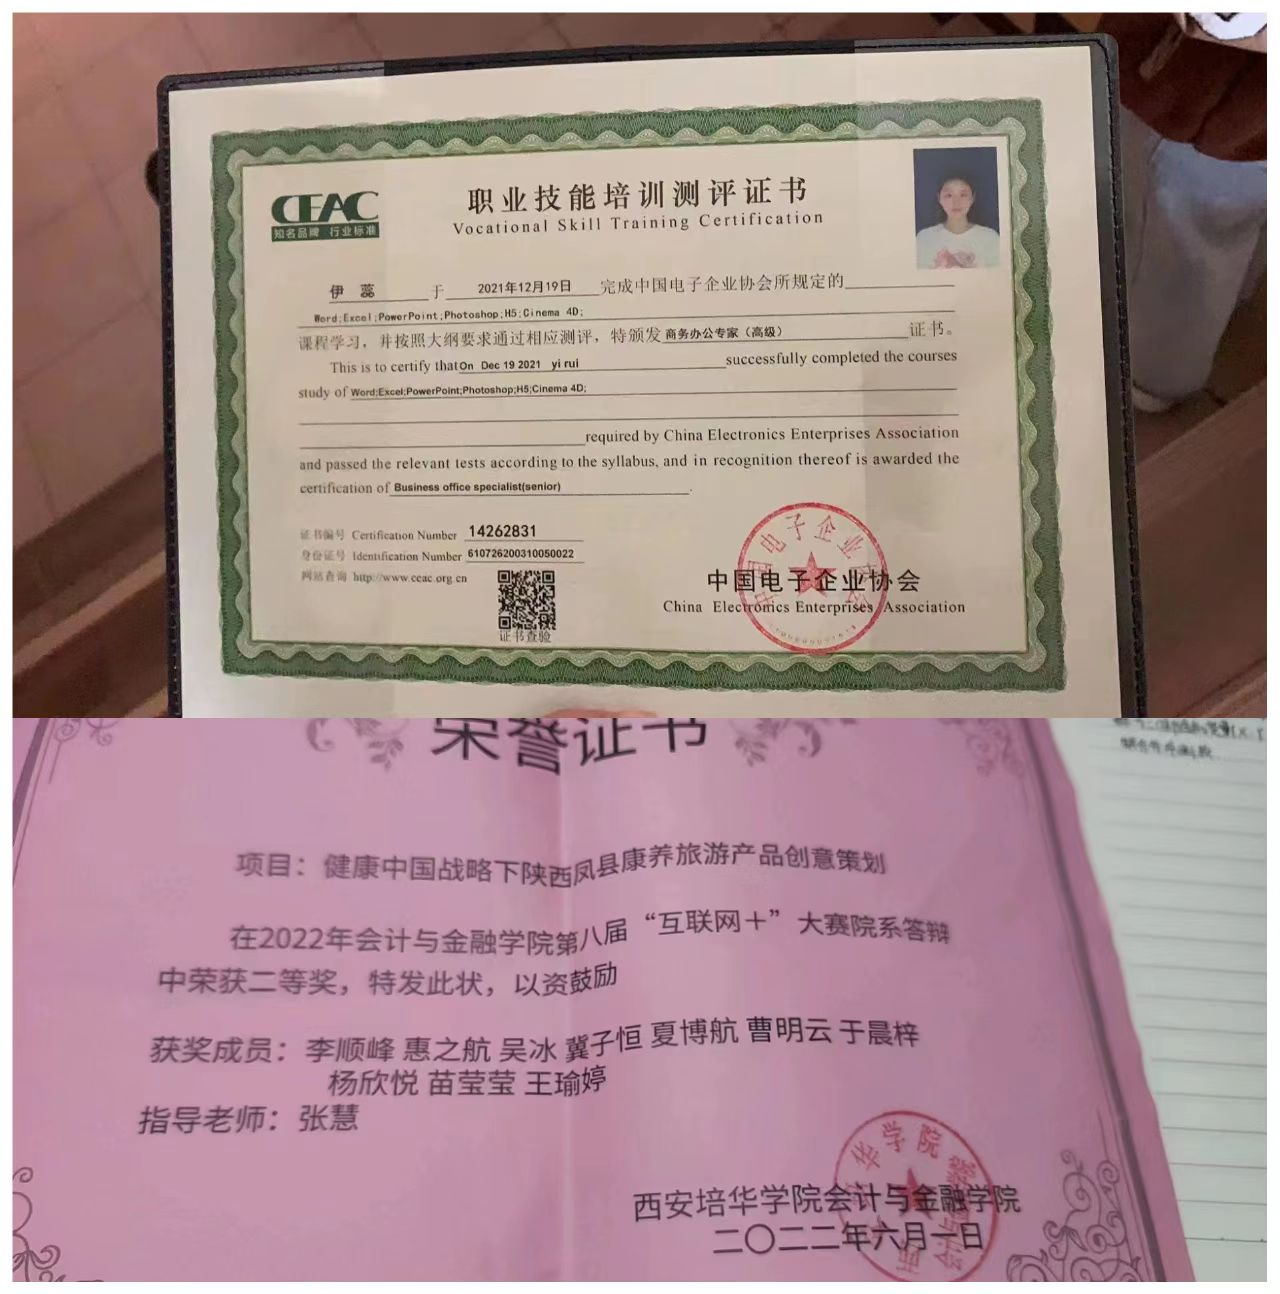 CEAC
知名品牌 行业标准
职业技能培训测评证书
Vocational Skill Training Certification
伊 蕊 于 2021年12月19日 完成中国电子企业协会所规定的
Word;Excel;PowerPoint;Photoshop;H5;Cinema 4D;
课程学习，并按照大纲要求通过相应测评，特颁发 商务办公专家（高级） 证书。
This is to certify that On Dec 19 2021 yi rui successfully completed the courses
study of Word;Excel;PowerPoint;Photoshop;H5;Cinema 4D;
required by China Electronics Enterprises Association
and passed the relevant tests according to the syllabus, and in recognition thereof is awarded the
certification of Business office specialist(senior).
证书编号 Certification Number 14262831
身份证号 Identification Number 610726200310050022
网站查询 http://www.ceac.org.cn
证书查验
中国电子企业协会
中国电子企业协会
China Electronics Enterprises Association
荣誉证书
项目：健康中国战略下陕西凤县康养旅游产品创意策划
在2022年会计与金融学院第八届“互联网＋”大赛院系答辩
中荣获二等奖，特发此状，以资鼓励
获奖成员：李顺峰 惠之航 吴冰 冀子恒 夏博航 曹明云 于晨梓
杨欣悦 苗莹莹 王瑜婷
指导老师：张慧
西安培华学院会计与金融学院
二〇二二年六月一日